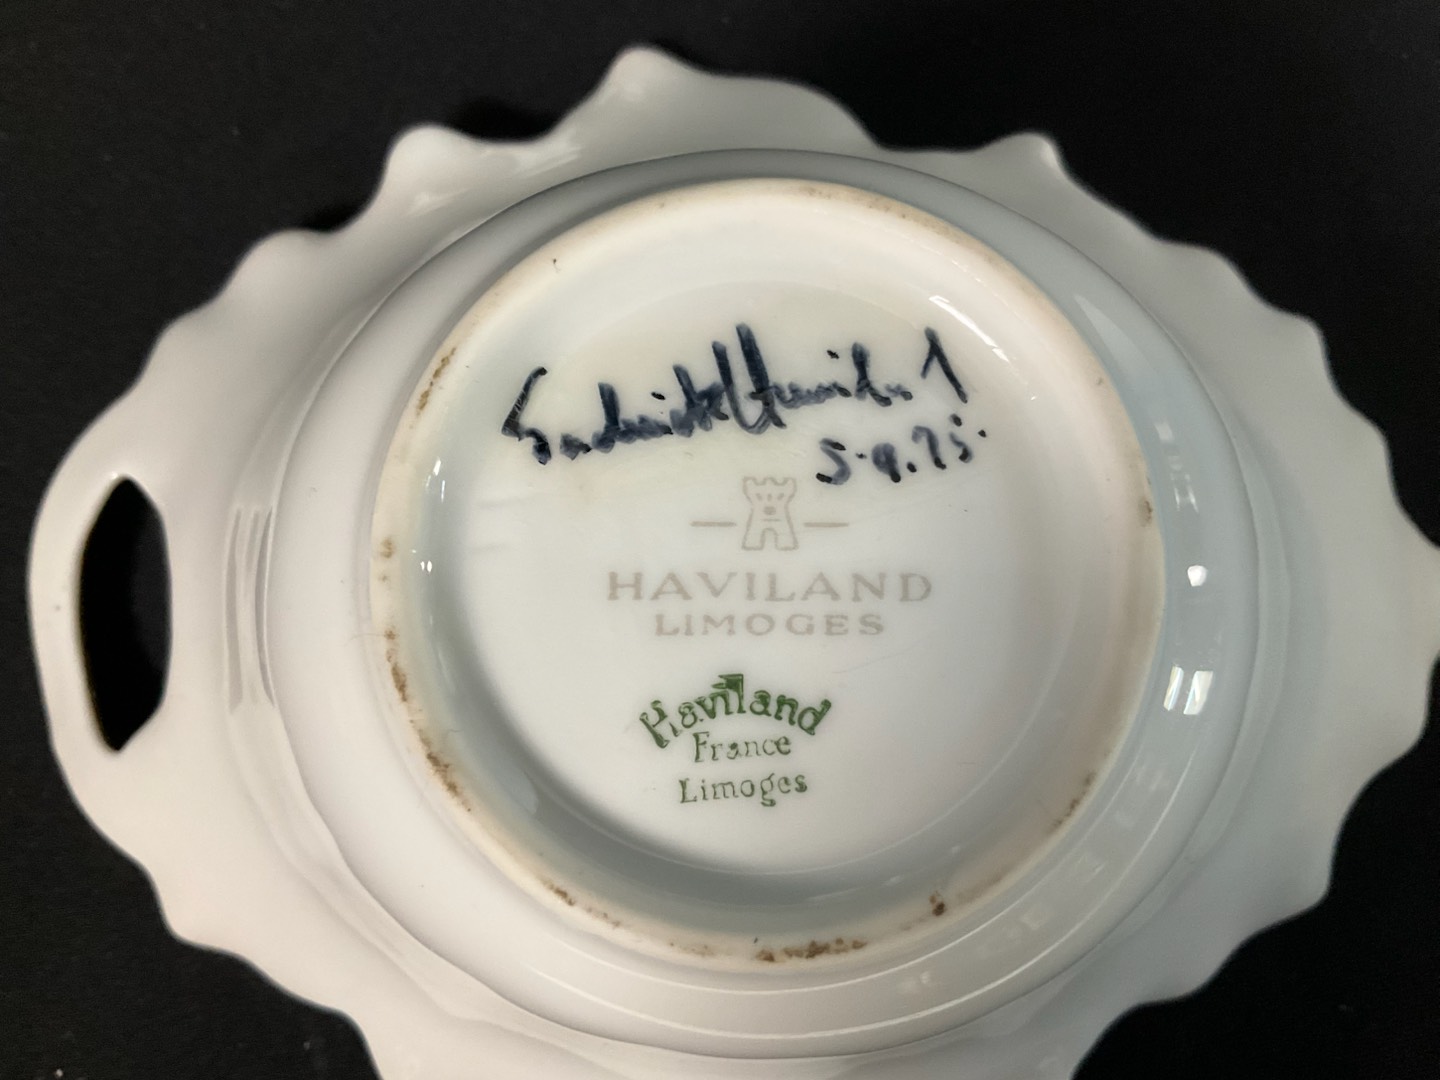 5.9.75.
HAVILAND
LIMOGES
Haviland
France
Limoges